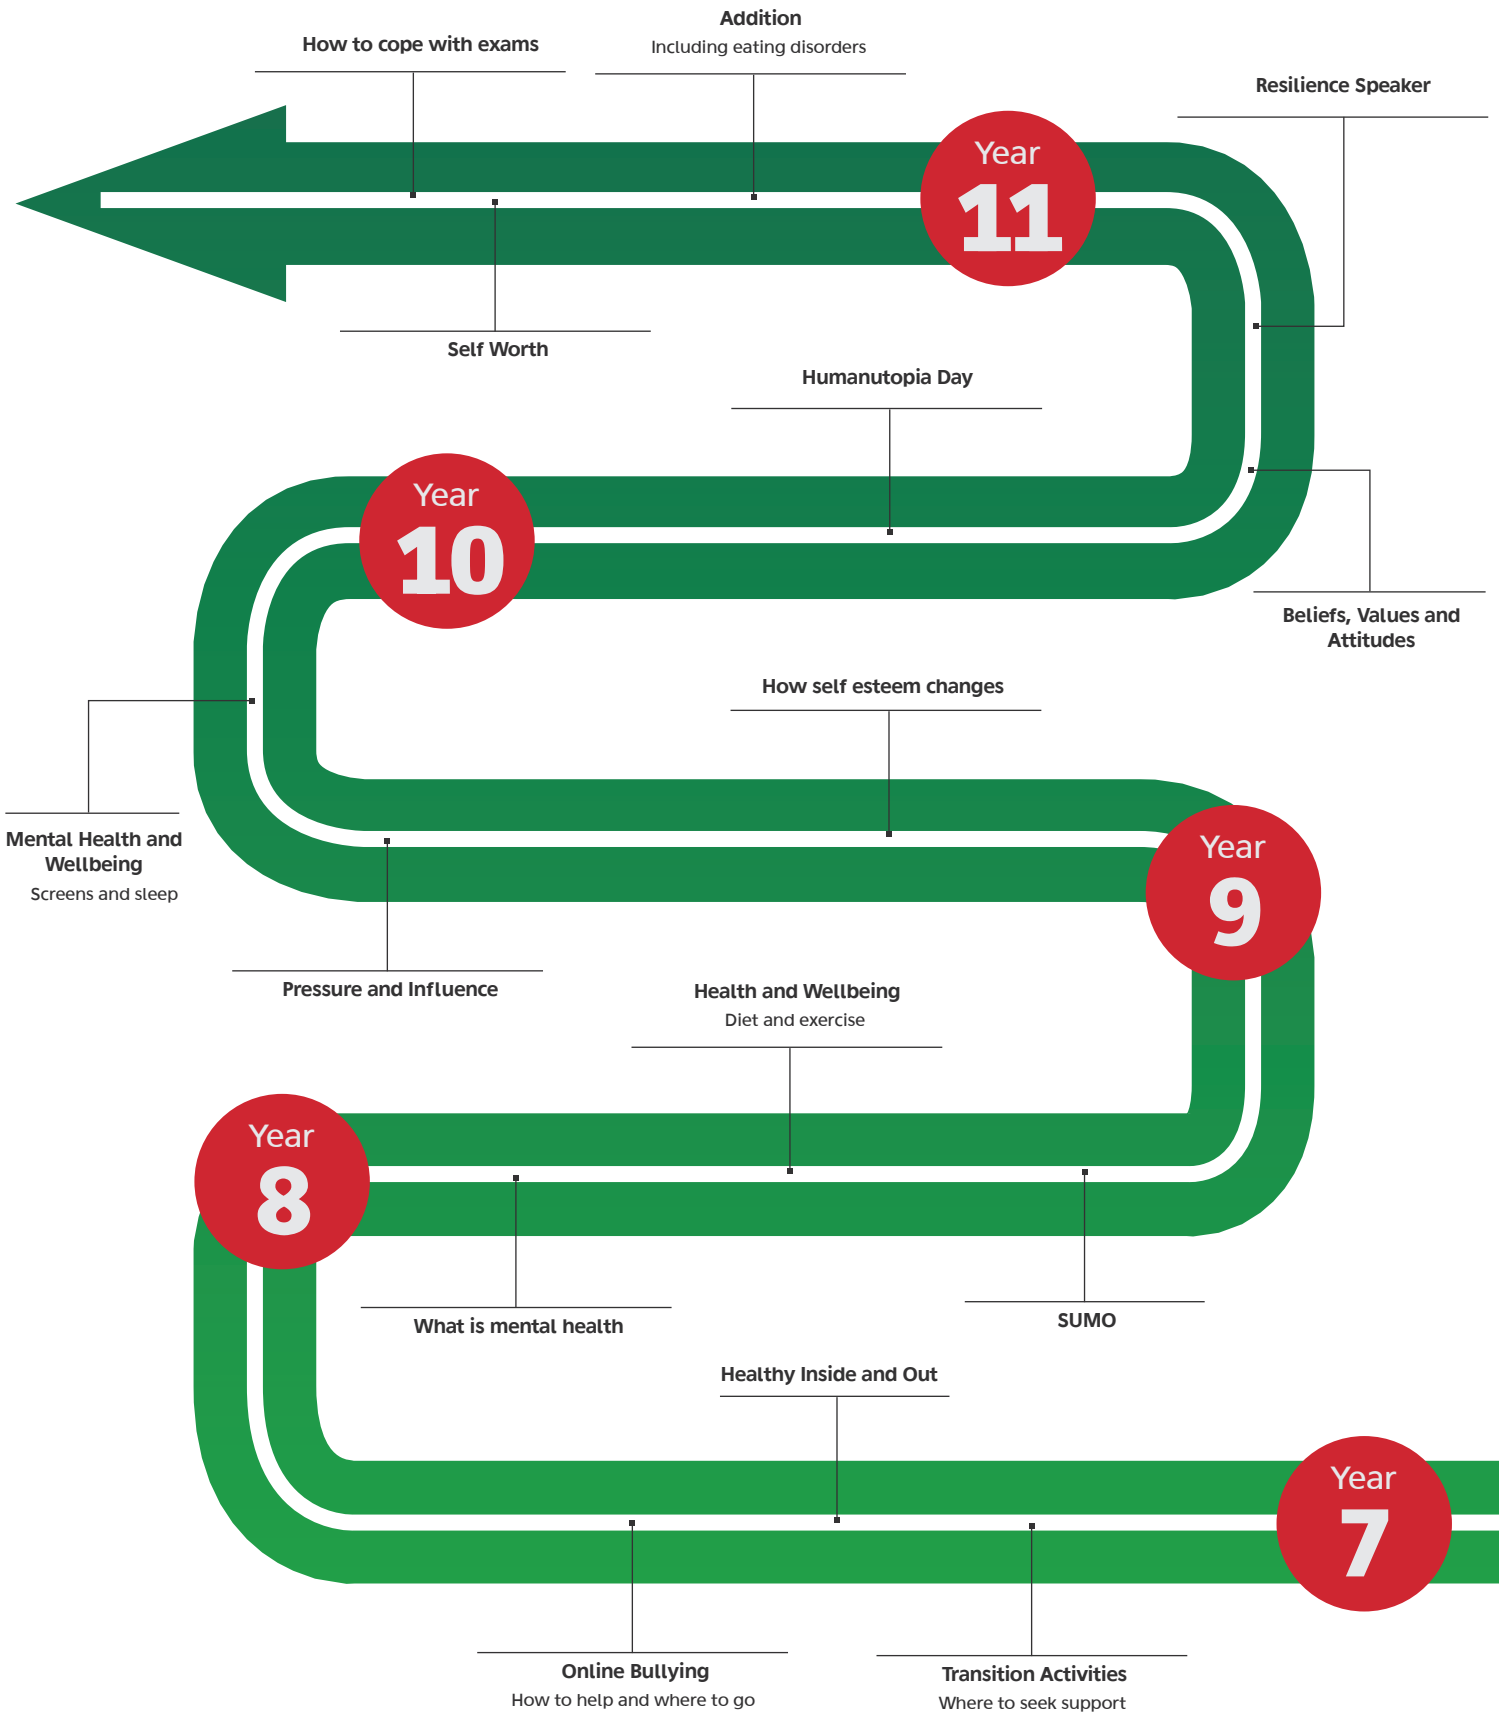 Addition
Including eating disorders
How to cope with exams
Resilience Speaker
Year
11
Self Worth
Humanutopia Day
Year
10
Beliefs, Values and
Attitudes
How self esteem changes
Mental Health and
Wellbeing
Screens and sleep
Year
9
Pressure and Influence
Health and Wellbeing
Diet and exercise
Year
8
What is mental health
SUMO
Healthy Inside and Out
Year
7
Online Bullying
How to help and where to go
Transition Activities
Where to seek support